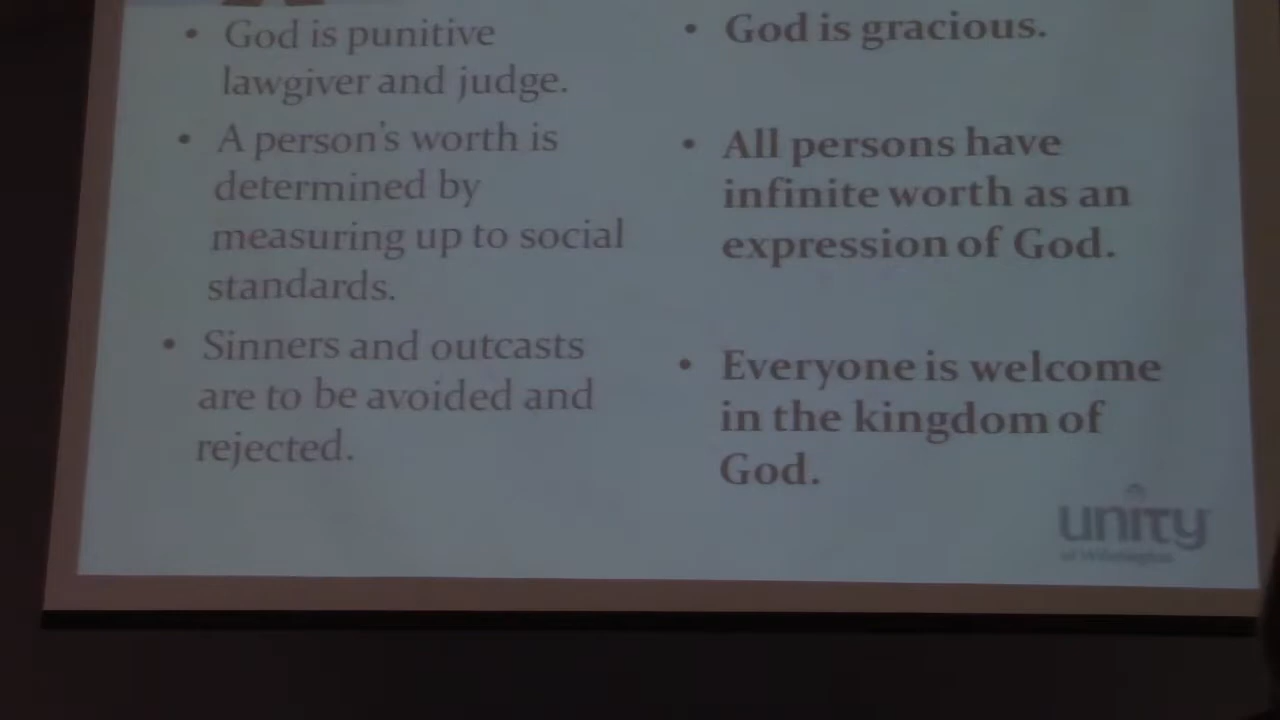 • God is punitive
lawgiver and judge.
• A person's worth is
determined by
measuring up to social
standards.
• Sinners and outcasts
are to be avoided and
rejected.
• God is gracious.
• All persons have
infinite worth as an
expression of God.
• Everyone is welcome
in the kingdom of
God.
unity
of Wilmington